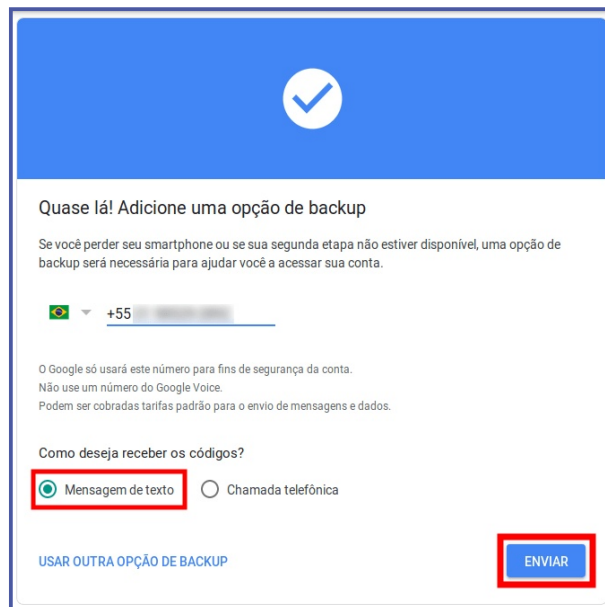 Quase lá! Adicione uma opção de backup
Se você perder seu smartphone ou se sua segunda etapa não estiver disponível, uma opção de
backup será necessária para ajudar você a acessar sua conta.
+55
O Google só usará este número para fins de segurança da conta.
Não use um número do Google Voice.
Podem ser cobradas tarifas padrão para o envio de mensagens e dados.
Como deseja receber os códigos?
Mensagem de texto Chamada telefônica
USAR OUTRA OPÇÃO DE BACKUP ENVIAR